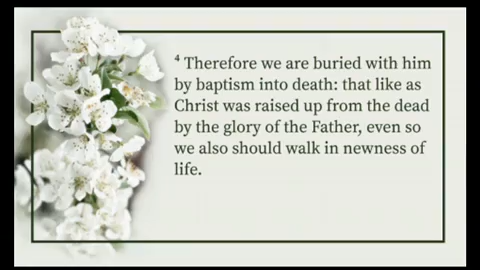 ⁴ Therefore we are buried with him
by baptism into death: that like as
Christ was raised up from the dead
by the glory of the Father, even so
we also should walk in newness of
life.